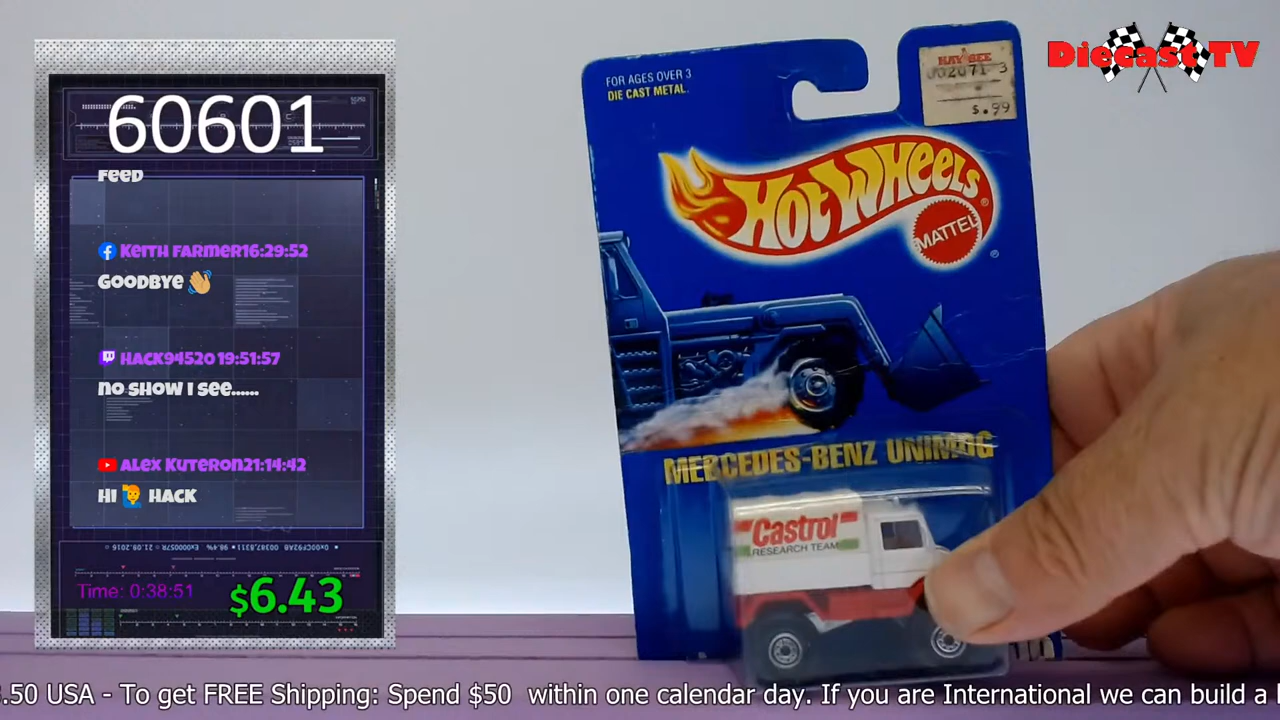 60601
FEED
Keith Farmer16:29:52
Goodbye 👋
Hack94520 19:51:57
No show I see......
Alex Kuteron21:14:42
Hi 🙋‍♂️ Hack
Time: 0:38:51
$6.43
FOR AGES OVER 3
DIE CAST METAL.
KAY BEE
002071 3
$.99
Hot Wheels
MATTEL
MERCEDES-BENZ UNIMOG
Castrol
RESEARCH TEAM
Diecast TV
3.50 USA - To get FREE Shipping: Spend $50 within one calendar day. If you are International we can build a